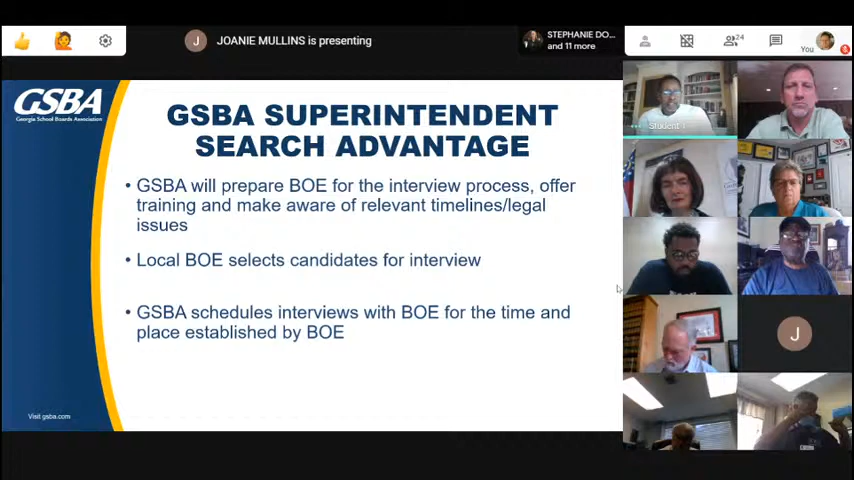 JOANIE MULLINS is presenting
STEPHANIE DO...
and 11 more
24
You
J
GSBA
Georgia School Boards Association
GSBA SUPERINTENDENT
SEARCH ADVANTAGE
• GSBA will prepare BOE for the interview process, offer
training and make aware of relevant timelines/legal
issues
• Local BOE selects candidates for interview
• GSBA schedules interviews with BOE for the time and
place established by BOE
Visit gsba.com
Student 1
J